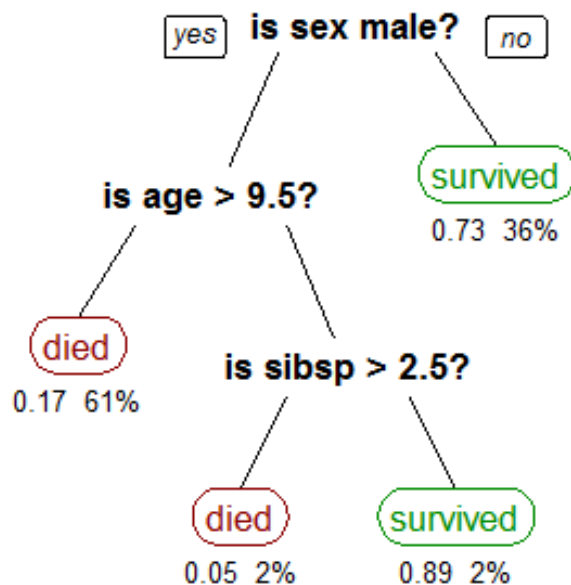 yes is sex male? no
survived
is age > 9.5?
0.73 36%
died
is sibsp > 2.5?
0.17 61%
died survived
0.05 2% 0.89 2%